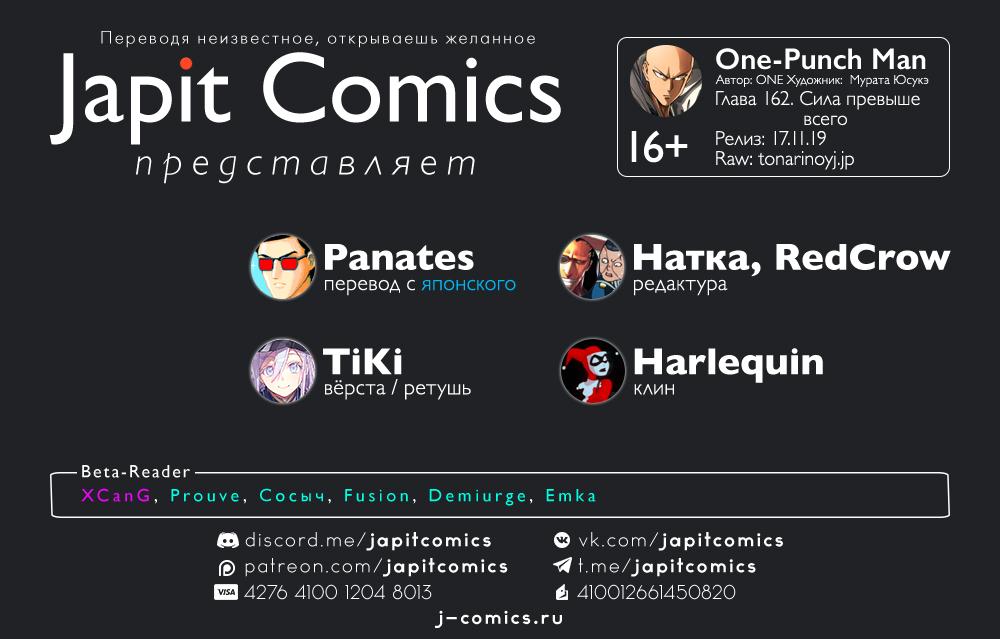 Переводя неизвестное, открываешь желанное
Japit Comics
представляет
One-Punch Man
Автор: ONE Художник: Мурата Юсукэ
Глава 162. Сила превыше
всего
16+
Релиз: 17.11.19
Raw: tonarinoyj.jp
Panates
перевод с японского
Натка, RedCrow
редактура
TiKi
вёрста / ретушь
Harlequin
клин
Beta-Reader
XCanG, Prouve, Сосыч, Fusion, Demiurge, Emka
discord.me/japitcomics
vk.com/japitcomics
patreon.com/japitcomics
t.me/japitcomics
VISA 4276 4100 1204 8013
410012661450820
j-comics.ru